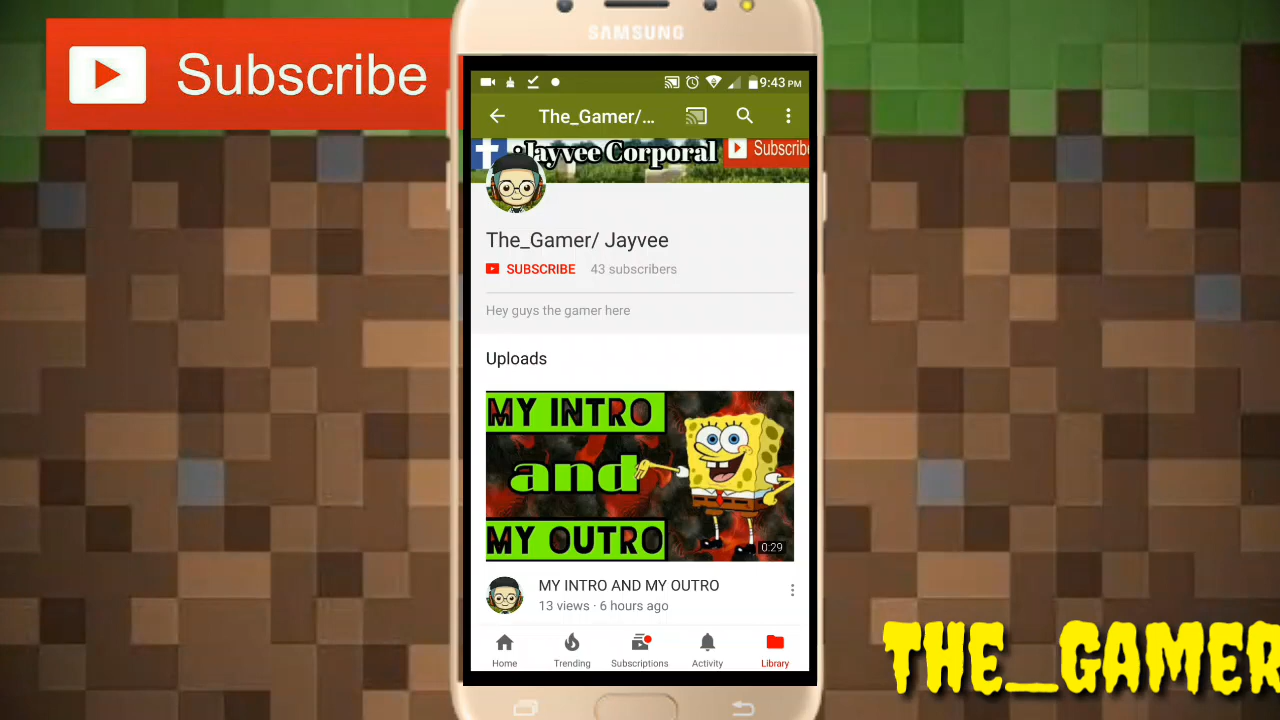 Subscribe
SAMSUNG
9:43 PM
The_Gamer/...
Jayvee Corporal
Subscribe
The_Gamer/ Jayvee
SUBSCRIBE 43 subscribers
Hey guys the gamer here
Uploads
MY INTRO
and
MY OUTRO
0:29
MY INTRO AND MY OUTRO
13 views · 6 hours ago
Home Trending Subscriptions Activity Library
THE_GAMER